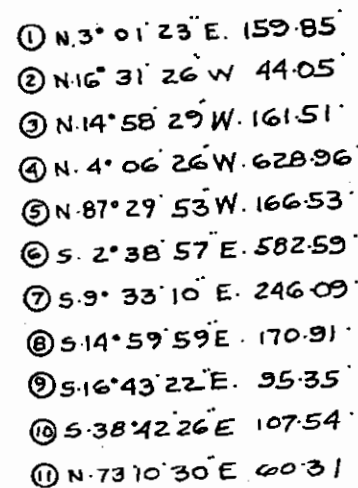 ① N.3° 01' 23" E. 159.85'
② N.16° 31' 26" W 44.05'
③ N.14° 58' 29" W. 161.51'
④ N. 4° 06' 26" W. 628.96'
⑤ N.87° 29' 53" W. 166.53'
⑥ S. 2° 38' 57" E. 582.59'
⑦ S.9° 33' 10" E. 246.09'
⑧ S.14° 59' 59" E. 170.91'
⑨ S.16° 43' 22" E. 95.35'
⑩ S.38° 42' 26" E 107.54'
⑪ N.73° 10' 30" E 60.31